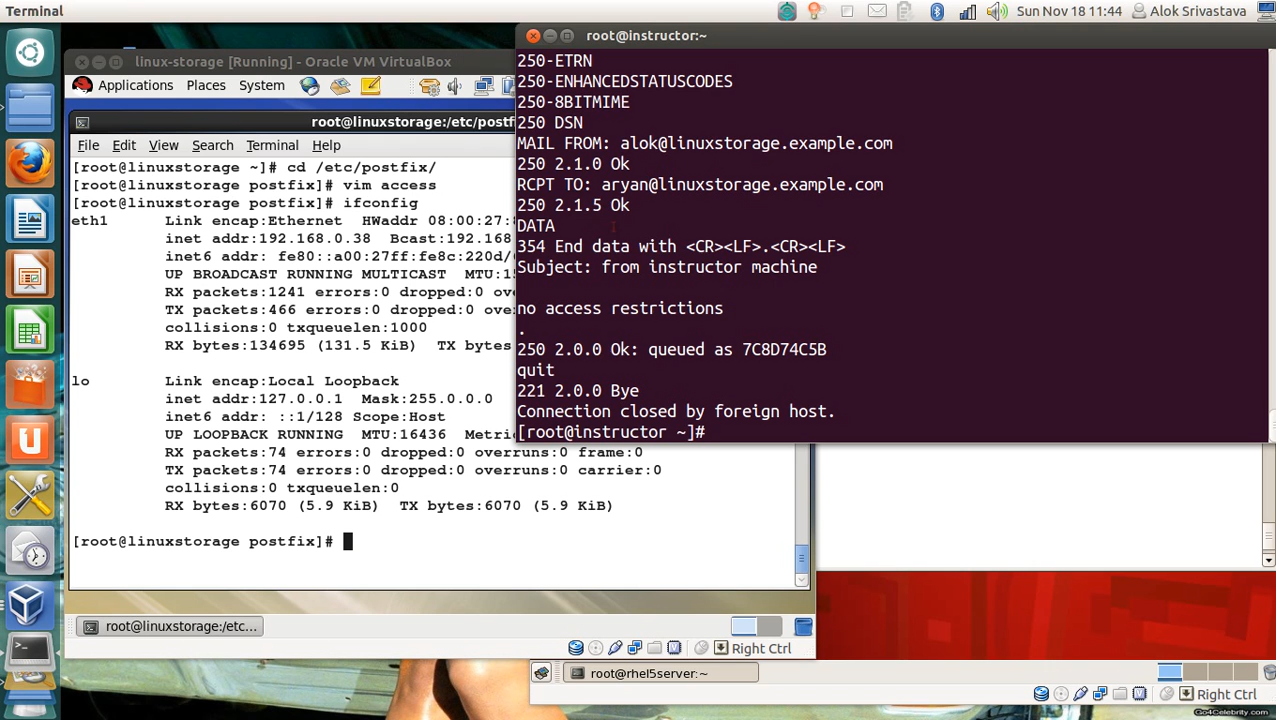 Terminal
Sun Nov 18 11:44
Alok Srivastava
linux-storage [Running] - Oracle VM VirtualBox
Applications Places System
root@linuxstorage:/etc/postf
File Edit View Search Terminal Help
[root@linuxstorage ~]# cd /etc/postfix/
[root@linuxstorage postfix]# vim access
[root@linuxstorage postfix]# ifconfig
eth1 Link encap:Ethernet HWaddr 08:00:27:8
inet addr:192.168.0.38 Bcast:192.168
inet6 addr: fe80::a00:27ff:fe8c:220d/6
UP BROADCAST RUNNING MULTICAST MTU:15
RX packets:1241 errors:0 dropped:0 over
TX packets:466 errors:0 dropped:0 over
collisions:0 txqueuelen:1000
RX bytes:134695 (131.5 KiB) TX bytes
lo Link encap:Local Loopback
inet addr:127.0.0.1 Mask:255.0.0.0
inet6 addr: ::1/128 Scope:Host
UP LOOPBACK RUNNING MTU:16436 Metri
RX packets:74 errors:0 dropped:0 overruns:0 frame:0
TX packets:74 errors:0 dropped:0 overruns:0 carrier:0
collisions:0 txqueuelen:0
RX bytes:6070 (5.9 KiB) TX bytes:6070 (5.9 KiB)
[root@linuxstorage postfix]#
root@linuxstorage:/etc...
Right Ctrl
root@instructor:~
250-ETRN
250-ENHANCEDSTATUSCODES
250-8BITMIME
250 DSN
MAIL FROM: alok@linuxstorage.example.com
250 2.1.0 Ok
RCPT TO: aryan@linuxstorage.example.com
250 2.1.5 Ok
DATA
354 End data with <CR><LF>.<CR><LF>
Subject: from instructor machine
no access restrictions
.
250 2.0.0 Ok: queued as 7C8D74C5B
quit
221 2.0.0 Bye
Connection closed by foreign host.
[root@instructor ~]#
root@rhel5server:~
Right Ctrl
Go4Celebrity.com